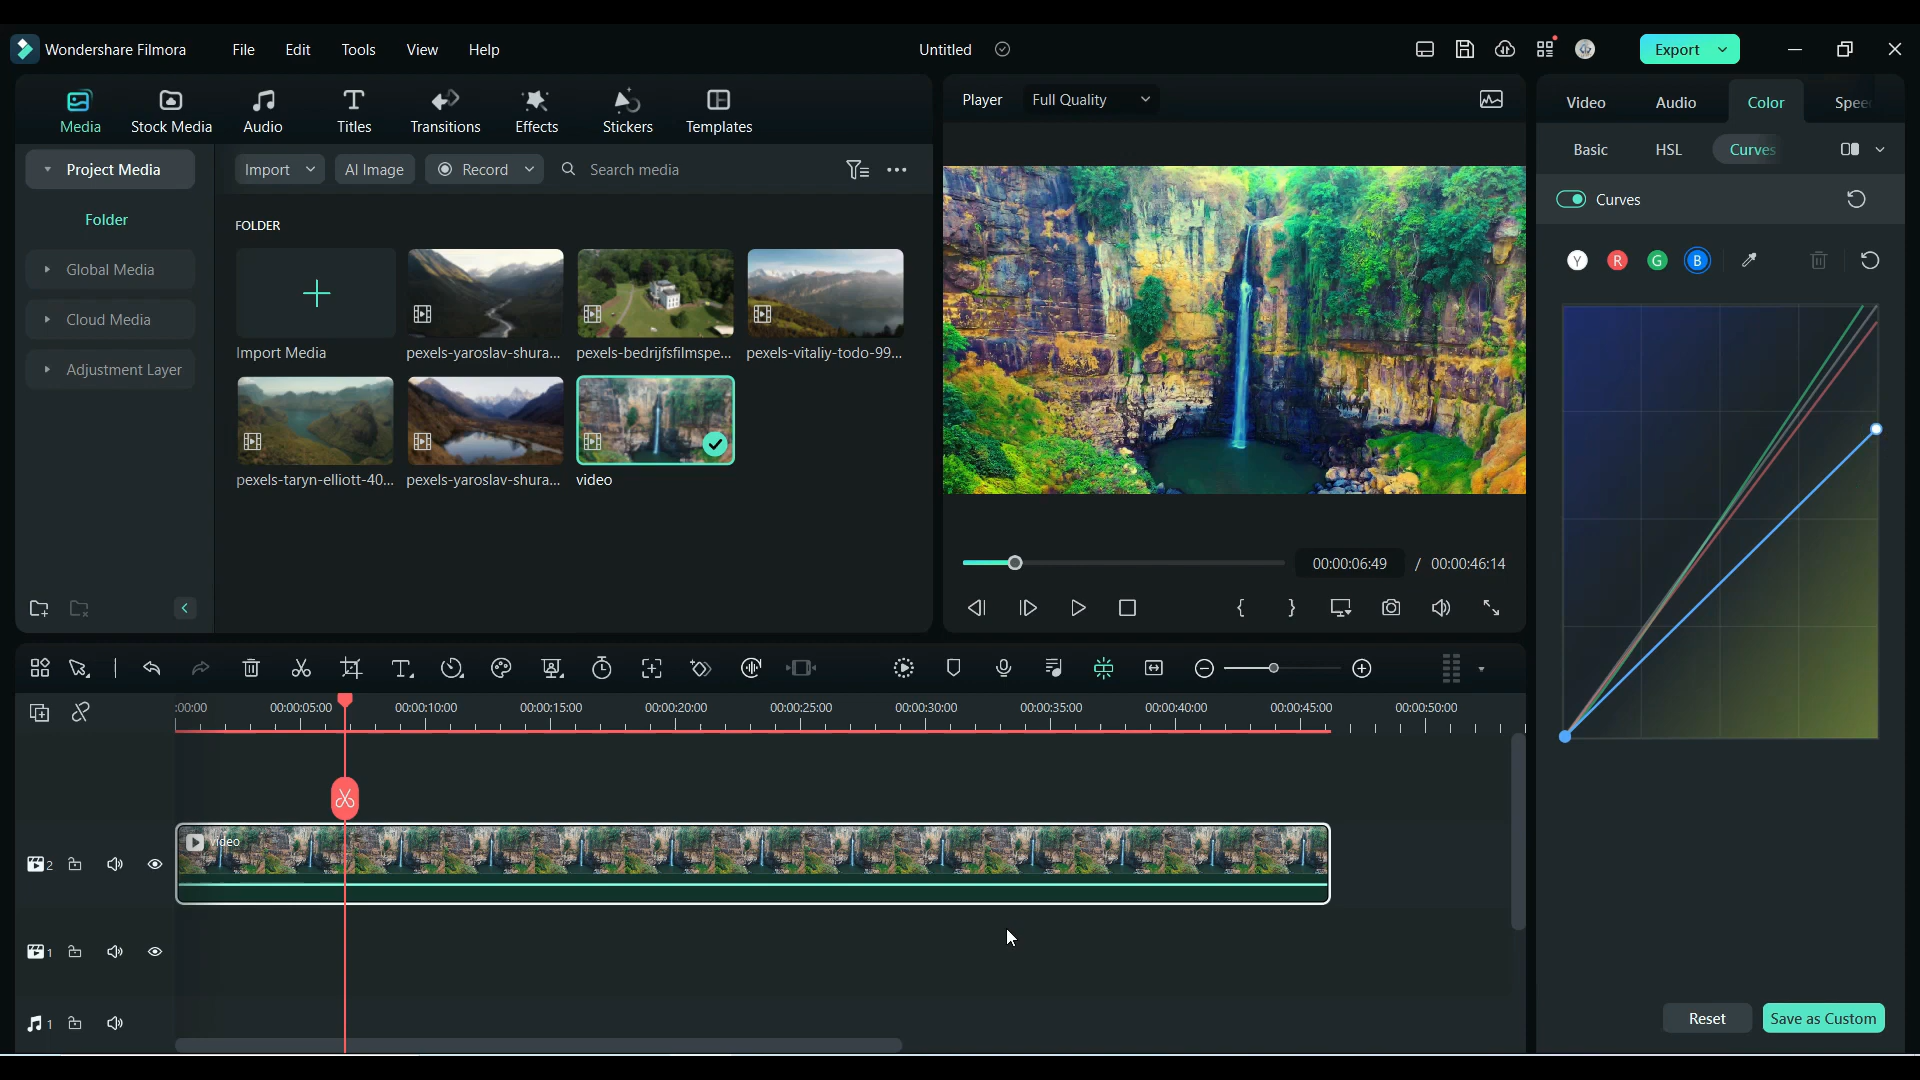 Wondershare Filmora File Edit Tools View Help Untitled Export
Media Stock Media Audio Titles Transitions Effects Stickers Templates
Player Full Quality
Video Audio Color Spee
Project Media
Import AI Image Record Search media
Basic HSL Curves
Curves
Folder
FOLDER
Y R G B
Global Media
Cloud Media
Adjustment Layer
Import Media pexels-yaroslav-shura... pexels-bedrijfsfilmspe... pexels-vitaliy-todo-99...
pexels-taryn-elliott-40... pexels-yaroslav-shura... video
00:00:06:49 / 00:00:46:14
{ }
:00:00 00:00:05:00 00:00:10:00 00:00:15:00 00:00:20:00 00:00:25:00 00:00:30:00 00:00:35:00 00:00:40:00 00:00:45:00 00:00:50:00
video
2
1
1
Reset Save as Custom